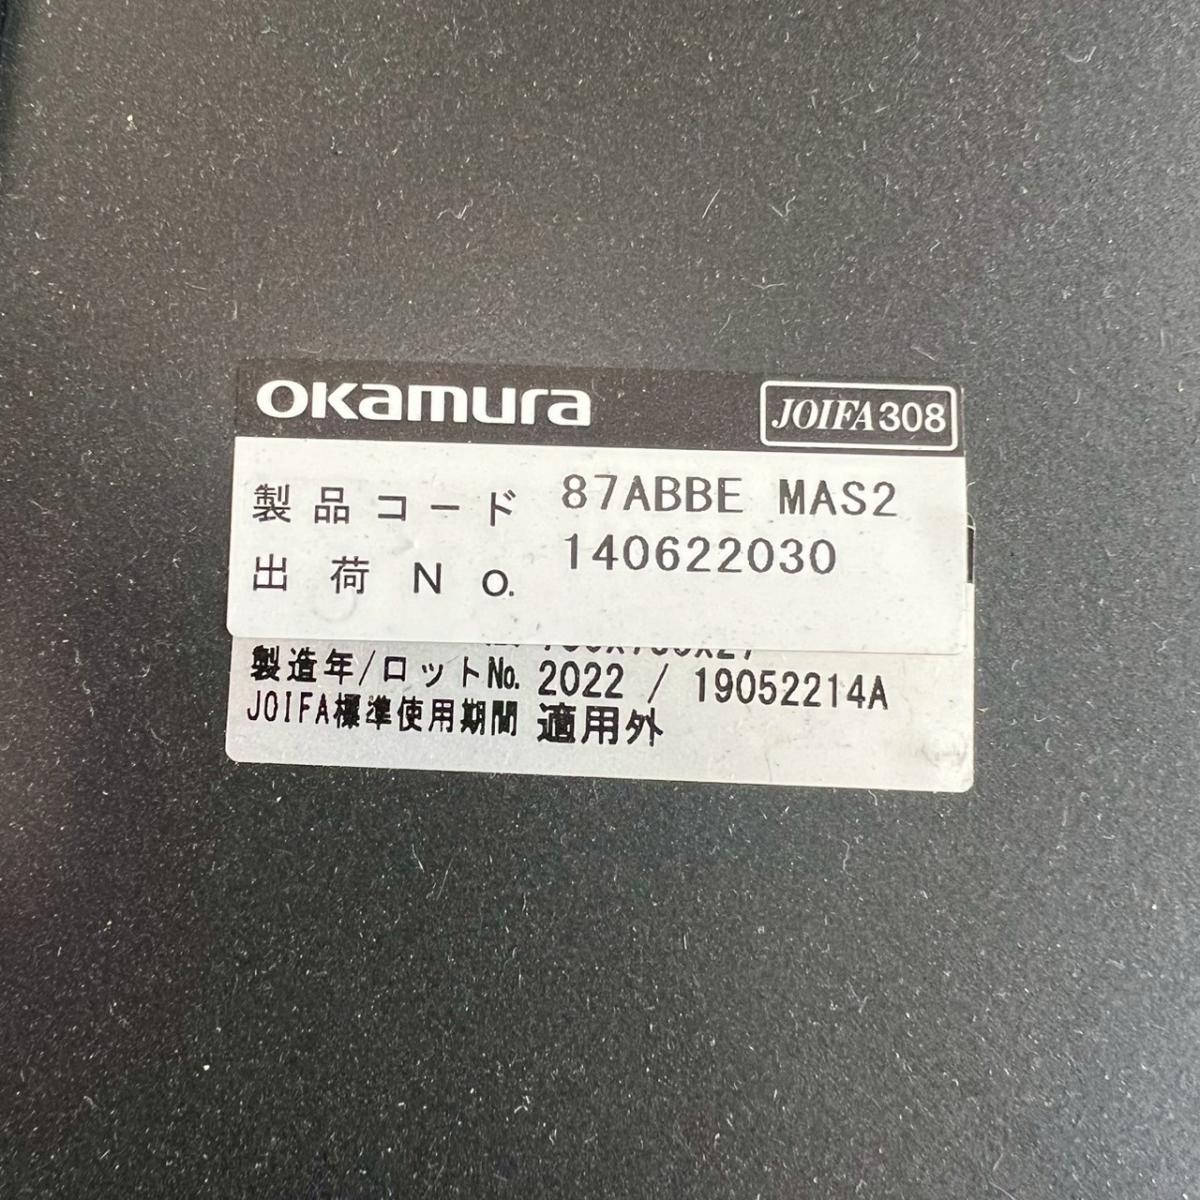 okamura
JOIFA308
製品コード 87ABBE MAS2
出荷No. 140622030
製造年/ロットNo. 2022 / 19052214A
JOIFA標準使用期間 適用外